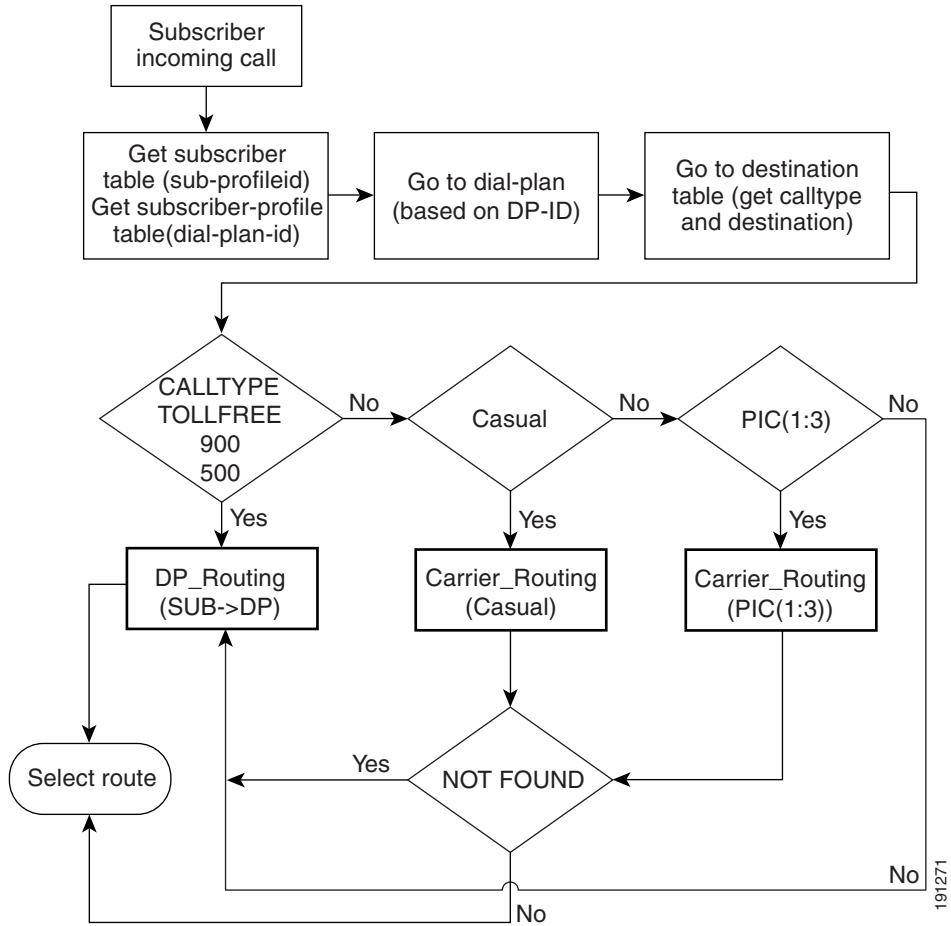 Subscriber
incoming call
Get subscriber
table (sub-profileid)
Get subscriber-profile
table(dial-plan-id)
Go to dial-plan
(based on DP-ID)
Go to destination
table (get calltype
and destination)
CALLTYPE
TOLLFREE
900
500
No
Casual
No
PIC(1:3)
No
Yes
Yes
Yes
DP_Routing
(SUB->DP)
Carrier_Routing
(Casual)
Carrier_Routing
(PIC(1:3))
Select route
Yes
NOT FOUND
No
No
191271